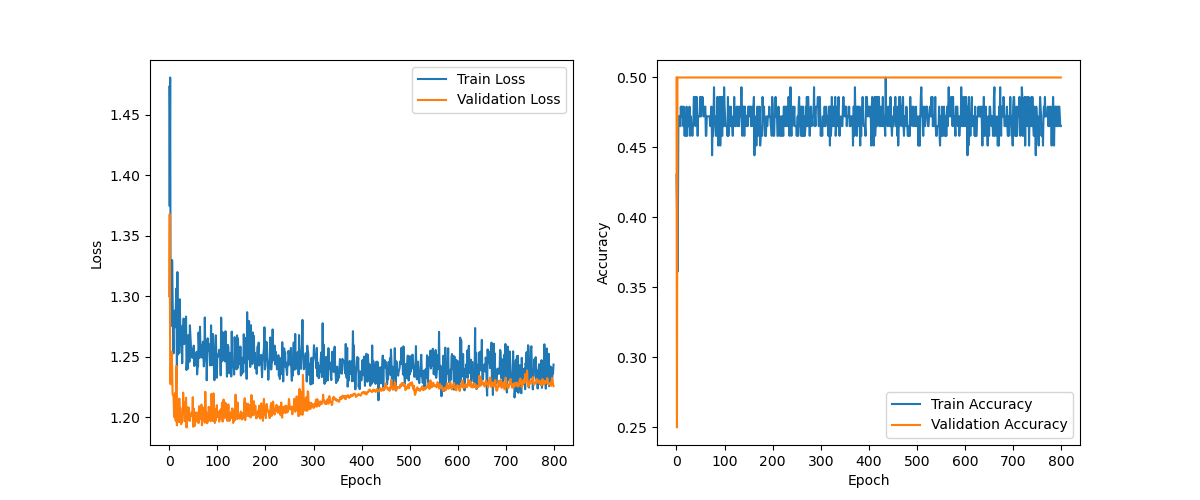 Train Loss
Validation Loss
1.45
1.40
1.35
1.30
1.25
1.20
Loss
0 100 200 300 400 500 600 700 800
Epoch
0.50
0.45
0.40
0.35
0.30
0.25
Accuracy
Train Accuracy
Validation Accuracy
0 100 200 300 400 500 600 700 800
Epoch